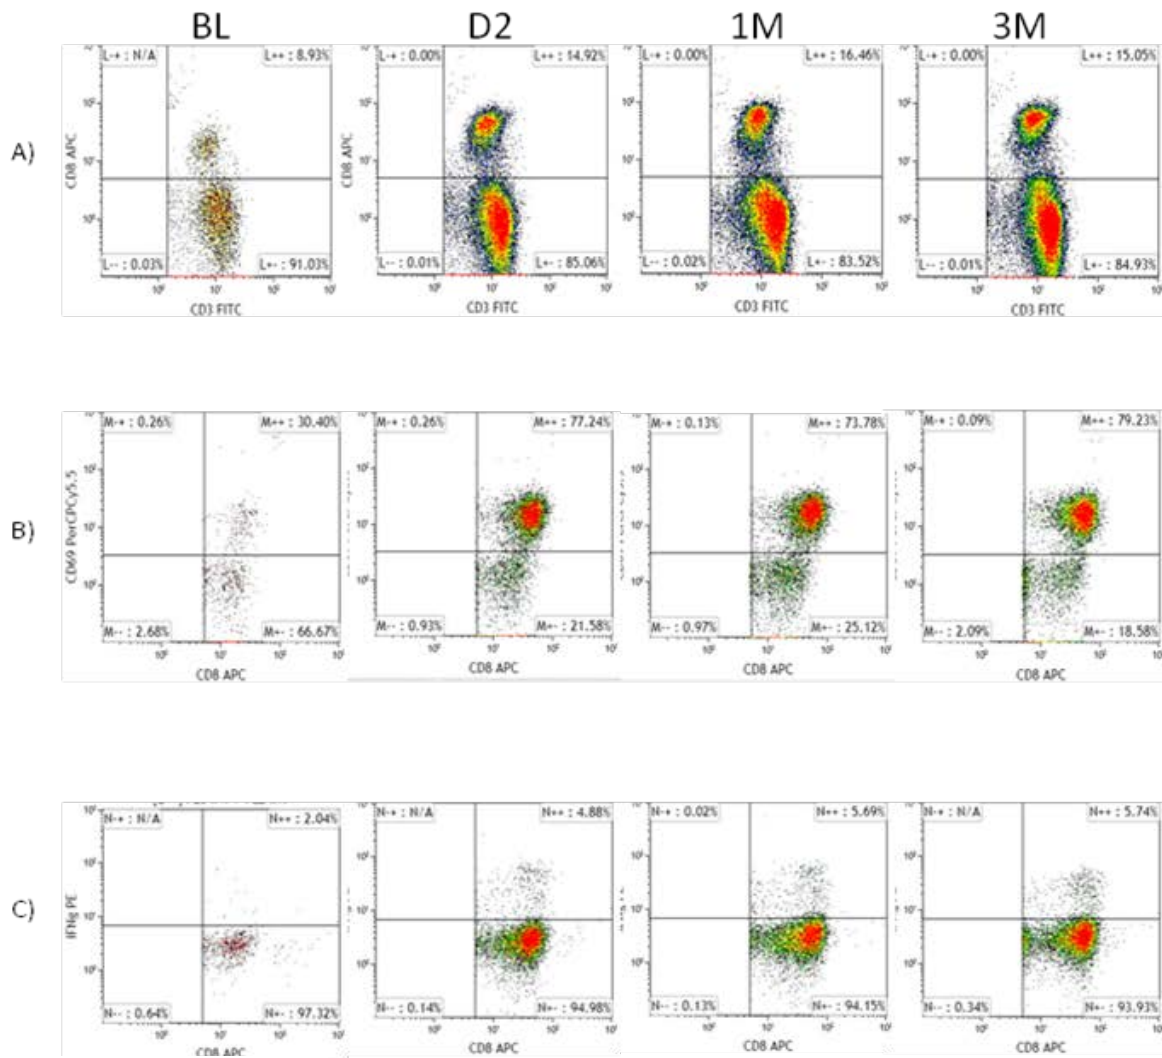 BL D2 1M 3M
A)
L-+ : N/A L++ : 8.93%
L-+ : 0.00% L++ : 14.92%
L-+ : 0.00% L++ : 16.46%
L-+ : 0.00% L++ : 15.05%
CD8 APC
CD8 APC
L-- : 0.03% L+- : 91.03%
L-- : 0.01% L+- : 85.06%
L-- : 0.02% L+- : 83.52%
L-- : 0.01% L+- : 84.93%
CD3 FITC CD3 FITC CD3 FITC CD3 FITC
B)
M-+ : 0.26% M++ : 30.40%
M-+ : 0.26% M++ : 77.24%
M-+ : 0.13% M++ : 73.78%
M-+ : 0.09% M++ : 79.23%
CD69 PerCPCy5.5
M-- : 2.68% M+- : 66.67%
M-- : 0.93% M+- : 21.58%
M-- : 0.97% M+- : 25.12%
M-- : 2.09% M+- : 18.58%
CD8 APC CD8 APC CD8 APC CD8 APC
C)
N-+ : N/A N++ : 2.04%
N-+ : N/A N++ : 4.88%
N-+ : 0.02% N++ : 5.69%
N-+ : N/A N++ : 5.74%
IFNg PE
N-- : 0.64% N+- : 97.32%
N-- : 0.14% N+- : 94.98%
N-- : 0.13% N+- : 94.15%
N-- : 0.34% N+- : 93.93%
CD8 APC CD8 APC CD8 APC CD8 APC